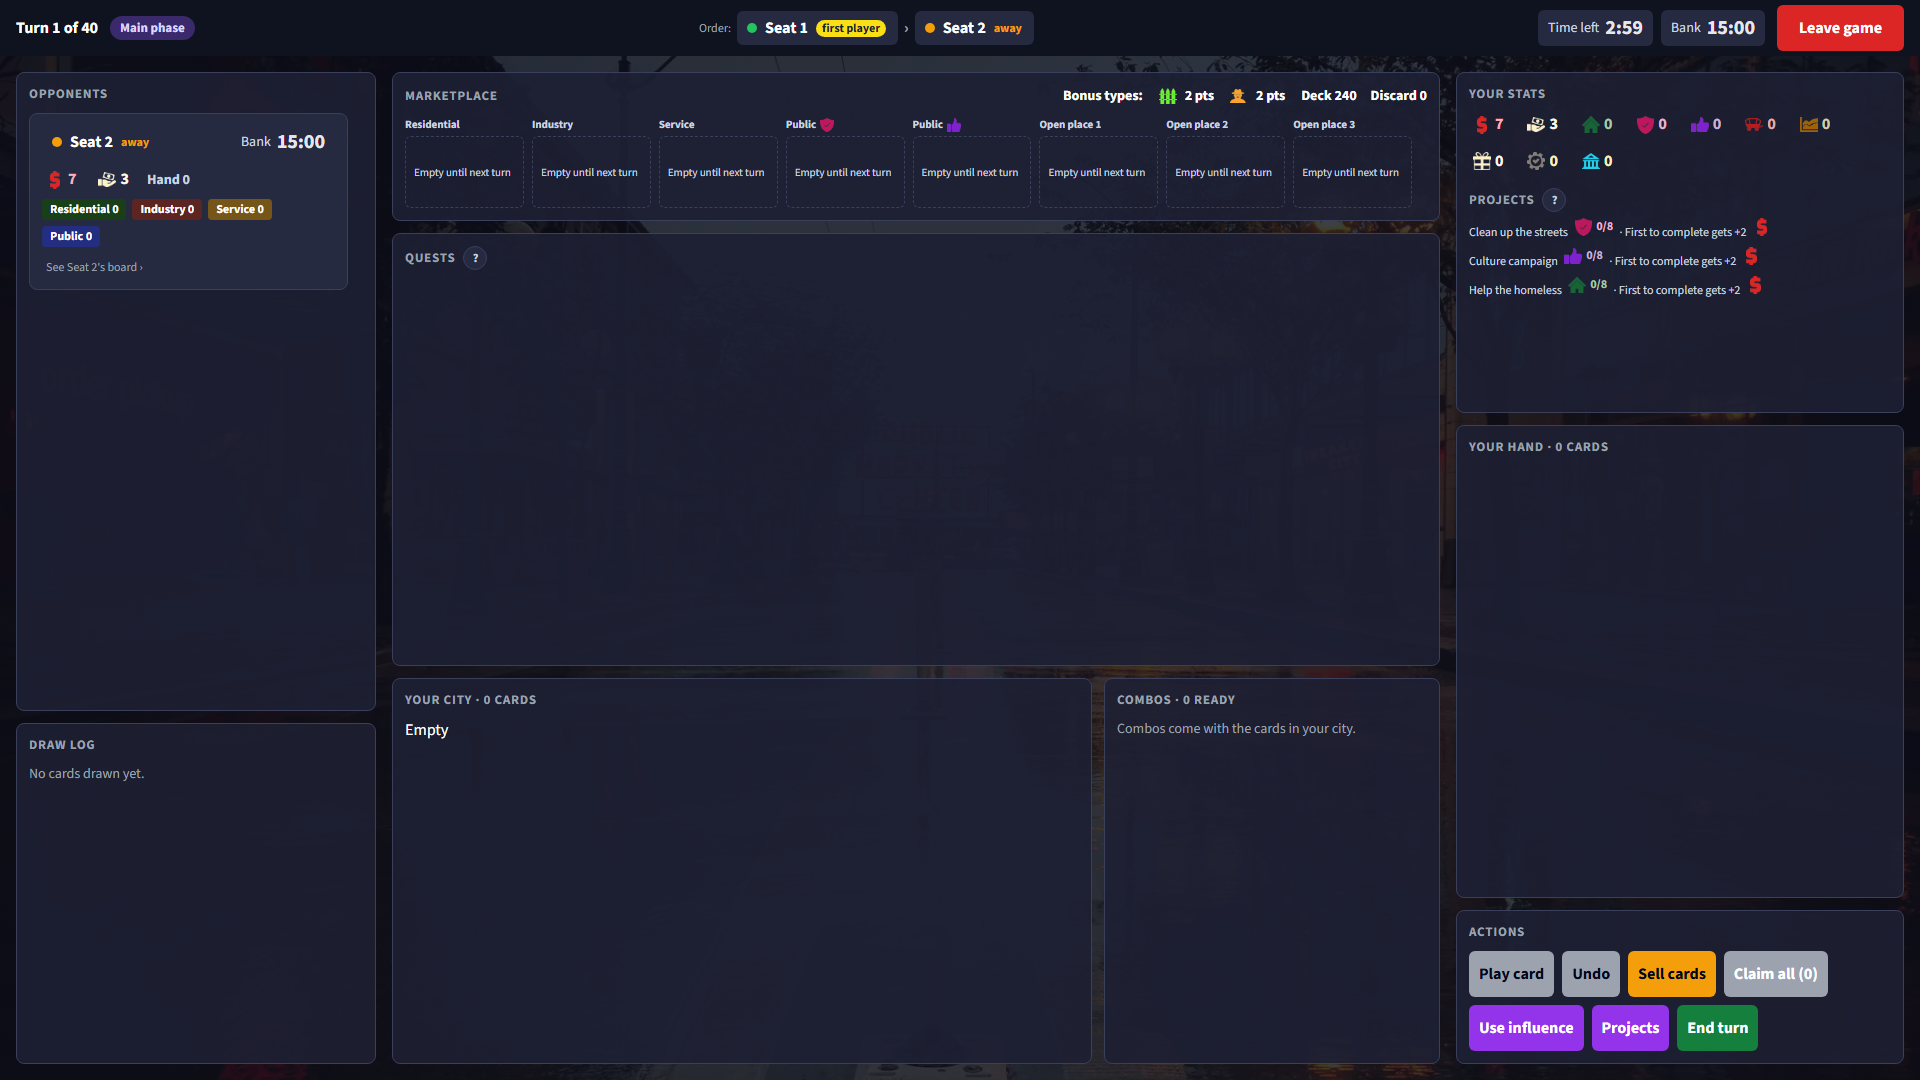 Turn 1 of 40 Main phase
Order: Seat 1 first player › Seat 2 away
Time left 2:59 Bank 15:00 Leave game
OPPONENTS
Seat 2 away Bank 15:00
7 3 Hand 0
Residential 0 Industry 0 Service 0
Public 0
See Seat 2's board ›
DRAW LOG
No cards drawn yet.
MARKETPLACE
Bonus types: 2 pts 2 pts Deck 240 Discard 0
Residential Industry Service Public Public Open place 1 Open place 2 Open place 3
Empty until next turn Empty until next turn Empty until next turn Empty until next turn Empty until next turn Empty until next turn Empty until next turn Empty until next turn
QUESTS ?
YOUR CITY · 0 CARDS
Empty
COMBOS · 0 READY
Combos come with the cards in your city.
YOUR STATS
7 3 0 0 0 0 0
0 0 0
PROJECTS ?
Clean up the streets 0/8 · First to complete gets +2
Culture campaign 0/8 · First to complete gets +2
Help the homeless 0/8 · First to complete gets +2
YOUR HAND · 0 CARDS
ACTIONS
Play card Undo Sell cards Claim all (0)
Use influence Projects End turn